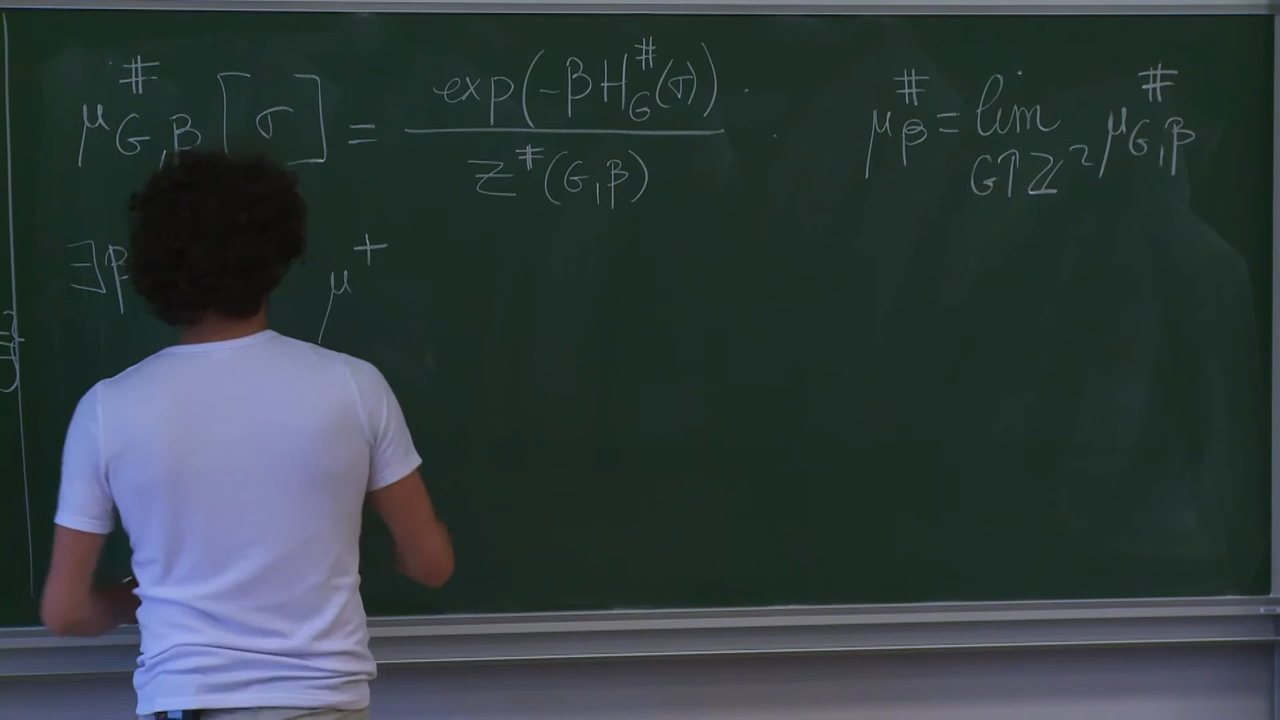 μ^#_{G,β}[σ] = exp(-βH^#_G(σ)) / Z^#(G,β) . μ^#_β = lim_{G↑ℤ²} μ^#_{G,β}
∃β μ^+